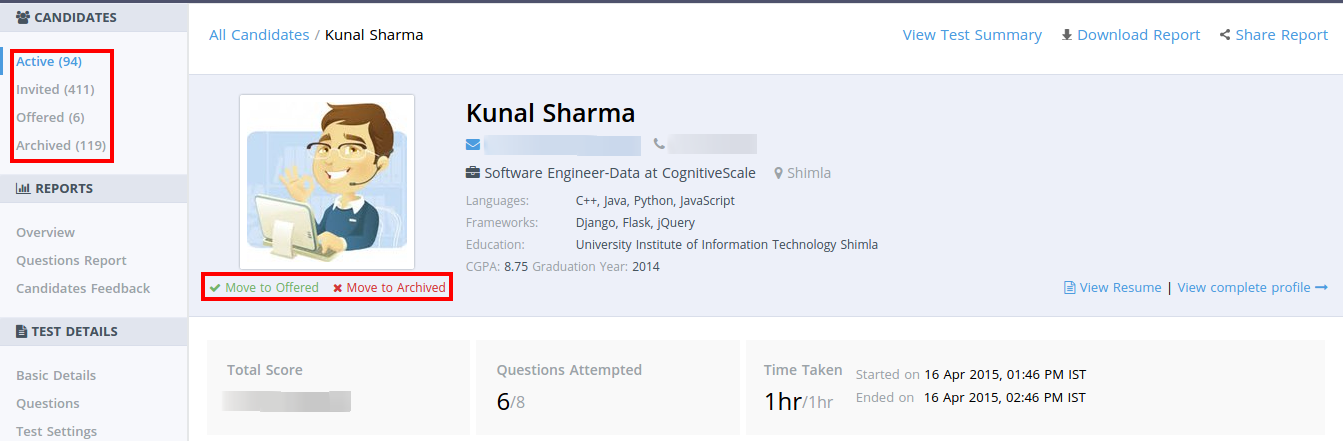 CANDIDATES
Active (94)
Invited (411)
Offered (6)
Archived (119)
REPORTS
Overview
Questions Report
Candidates Feedback
TEST DETAILS
Basic Details
Questions
Test Settings
All Candidates / Kunal Sharma
View Test Summary Download Report Share Report
Kunal Sharma
Software Engineer-Data at CognitiveScale Shimla
Languages: C++, Java, Python, JavaScript
Frameworks: Django, Flask, jQuery
Education: University Institute of Information Technology Shimla
CGPA: 8.75 Graduation Year: 2014
Move to Offered Move to Archived
View Resume | View complete profile
Total Score
Questions Attempted
6/8
Time Taken
1hr/1hr
Started on 16 Apr 2015, 01:46 PM IST
Ended on 16 Apr 2015, 02:46 PM IST